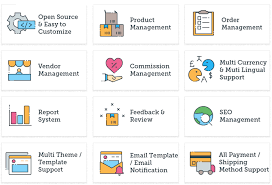 Open Source
& Easy to
Customize
Product
Management
Order
Management
Vendor
Management
Commission
Management
Multi Currency
& Muti Lingual
Support
Report
System
Feedback &
Review
SEO
Management
Multi Theme /
Template
Support
Email Template
/ Email
Notification
All Payment /
Shipping
Method Support